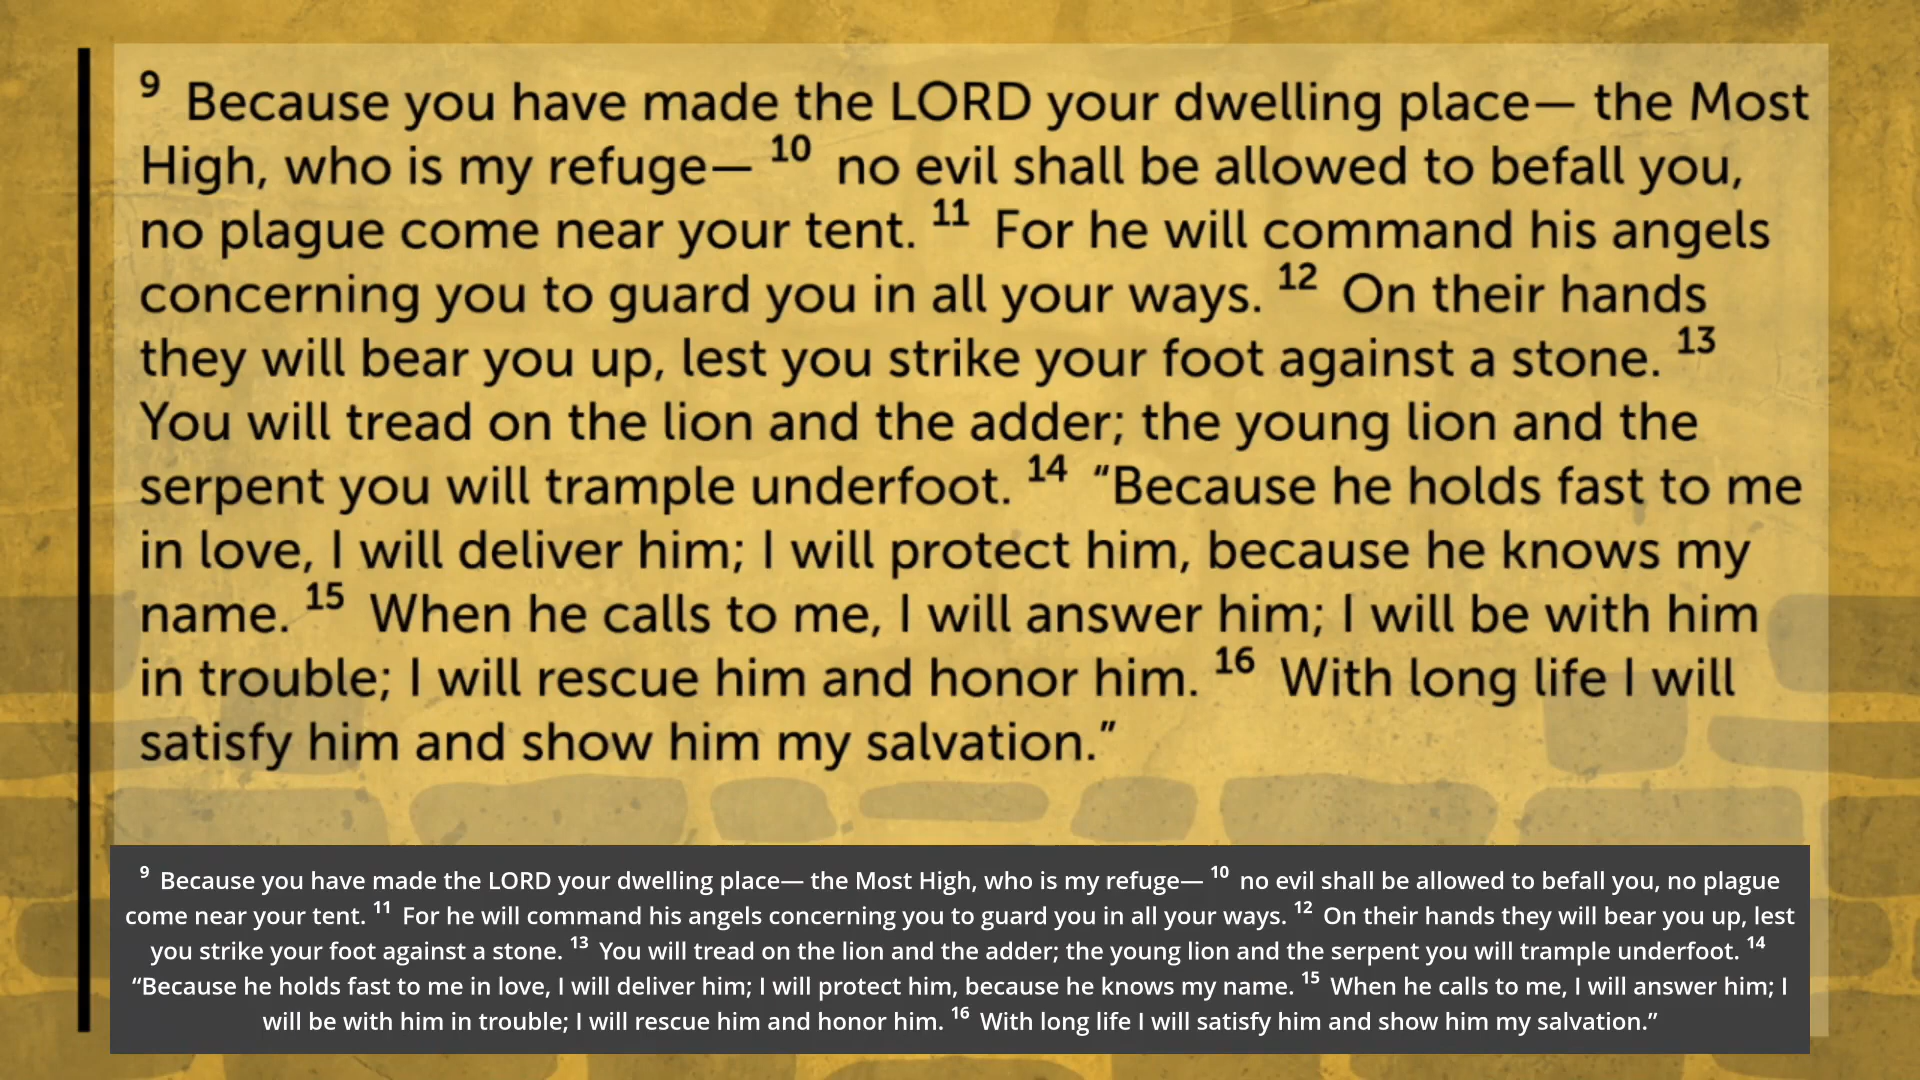 9 Because you have made the LORD your dwelling place— the Most
High, who is my refuge— 10 no evil shall be allowed to befall you,
no plague come near your tent. 11 For he will command his angels
concerning you to guard you in all your ways. 12 On their hands
they will bear you up, lest you strike your foot against a stone. 13
You will tread on the lion and the adder; the young lion and the
serpent you will trample underfoot. 14 “Because he holds fast to me
in love, I will deliver him; I will protect him, because he knows my
name. 15 When he calls to me, I will answer him; I will be with him
in trouble; I will rescue him and honor him. 16 With long life I will
satisfy him and show him my salvation.”
9 Because you have made the LORD your dwelling place— the Most High, who is my refuge— 10 no evil shall be allowed to befall you, no plague
come near your tent. 11 For he will command his angels concerning you to guard you in all your ways. 12 On their hands they will bear you up, lest
you strike your foot against a stone. 13 You will tread on the lion and the adder; the young lion and the serpent you will trample underfoot. 14
“Because he holds fast to me in love, I will deliver him; I will protect him, because he knows my name. 15 When he calls to me, I will answer him; I
will be with him in trouble; I will rescue him and honor him. 16 With long life I will satisfy him and show him my salvation.”